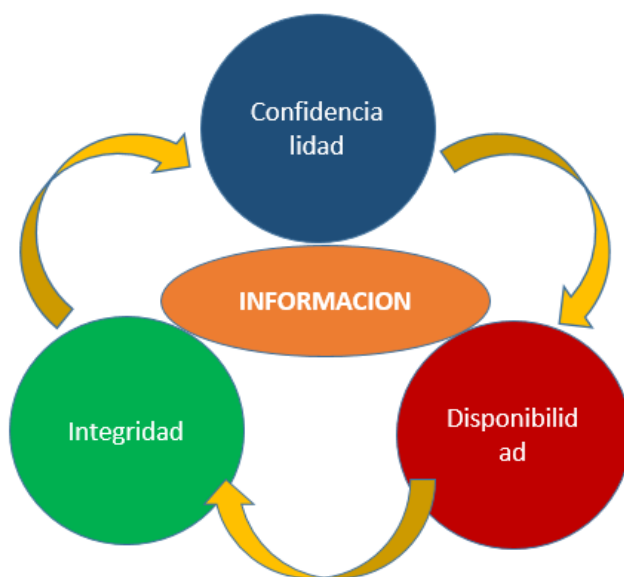 Confidencia
lidad
INFORMACION
Integridad
Disponibilid
ad